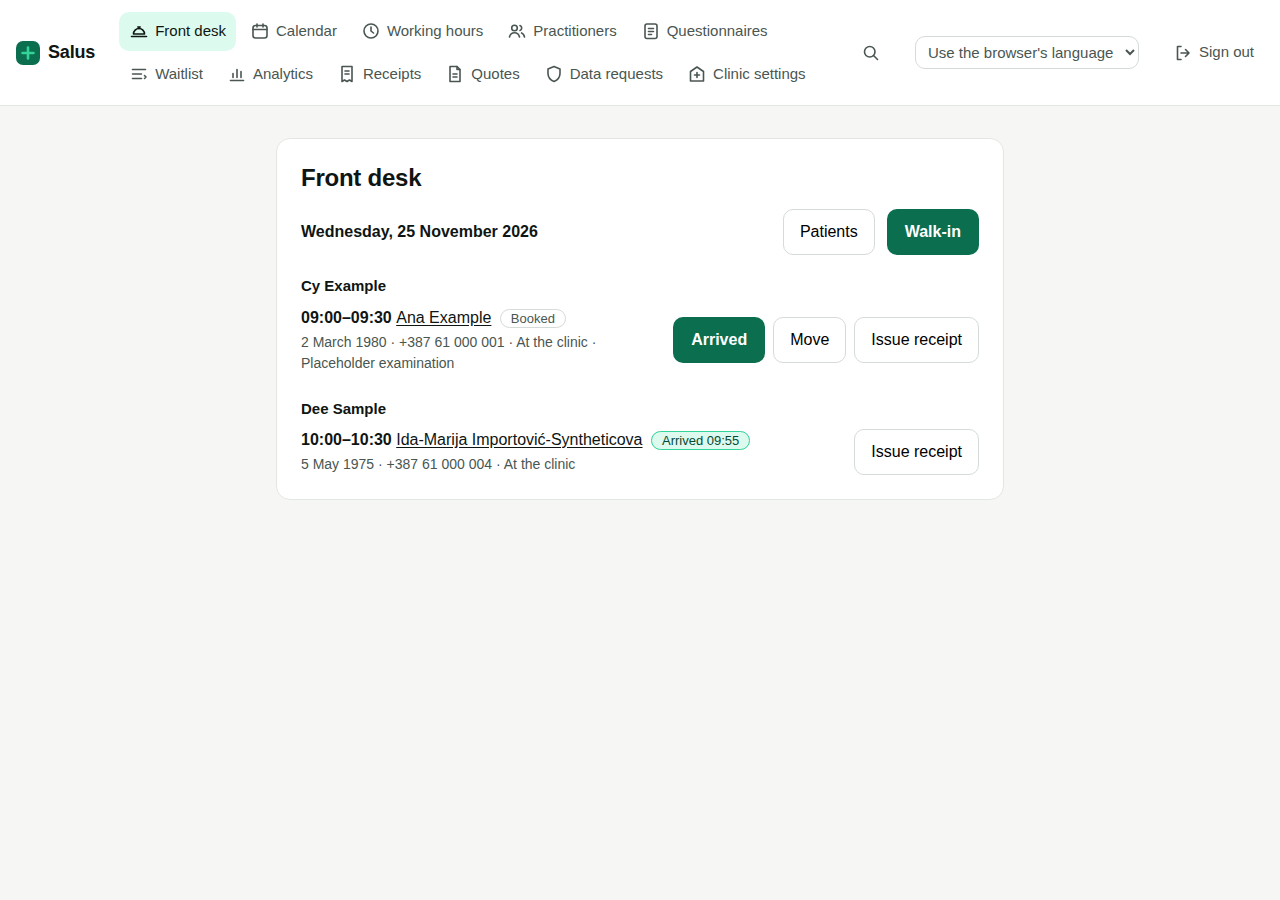 Salus
Front desk
Calendar
Working hours
Practitioners
Questionnaires
Waitlist
Analytics
Receipts
Quotes
Data requests
Clinic settings
Use the browser's language
Sign out
Front desk
Wednesday, 25 November 2026
Patients
Walk-in
Cy Example
09:00–09:30 Ana Example Booked
2 March 1980 · +387 61 000 001 · At the clinic ·
Placeholder examination
Arrived
Move
Issue receipt
Dee Sample
10:00–10:30 Ida-Marija Importović-Syntheticova Arrived 09:55
5 May 1975 · +387 61 000 004 · At the clinic
Issue receipt